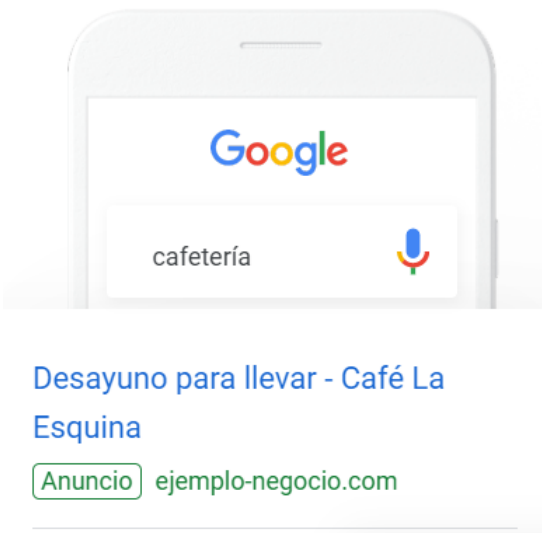 Google
cafetería
Desayuno para llevar - Café La
Esquina
Anuncio ejemplo-negocio.com